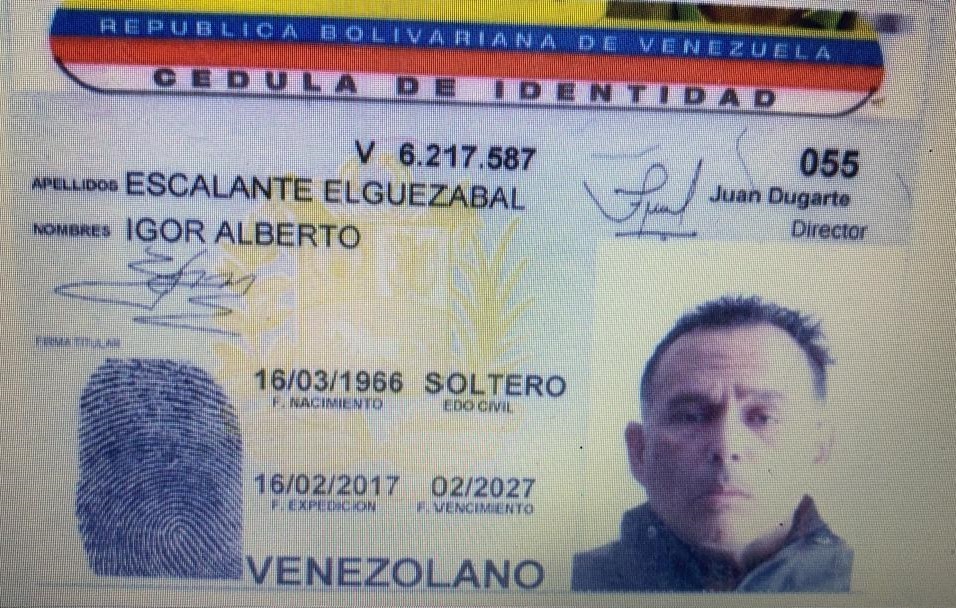 REPUBLICA BOLIVARIANA DE VENEZUELA
CEDULA DE IDENTIDAD
V 6.217.587
055
APELLIDOS ESCALANTE ELGUEZABAL
Juan Dugarte
NOMBRES IGOR ALBERTO
Director
FIRMA TITULAR
16/03/1966 SOLTERO
F. NACIMIENTO EDO CIVIL
16/02/2017 02/2027
F. EXPEDICION F. VENCIMIENTO
VENEZOLANO